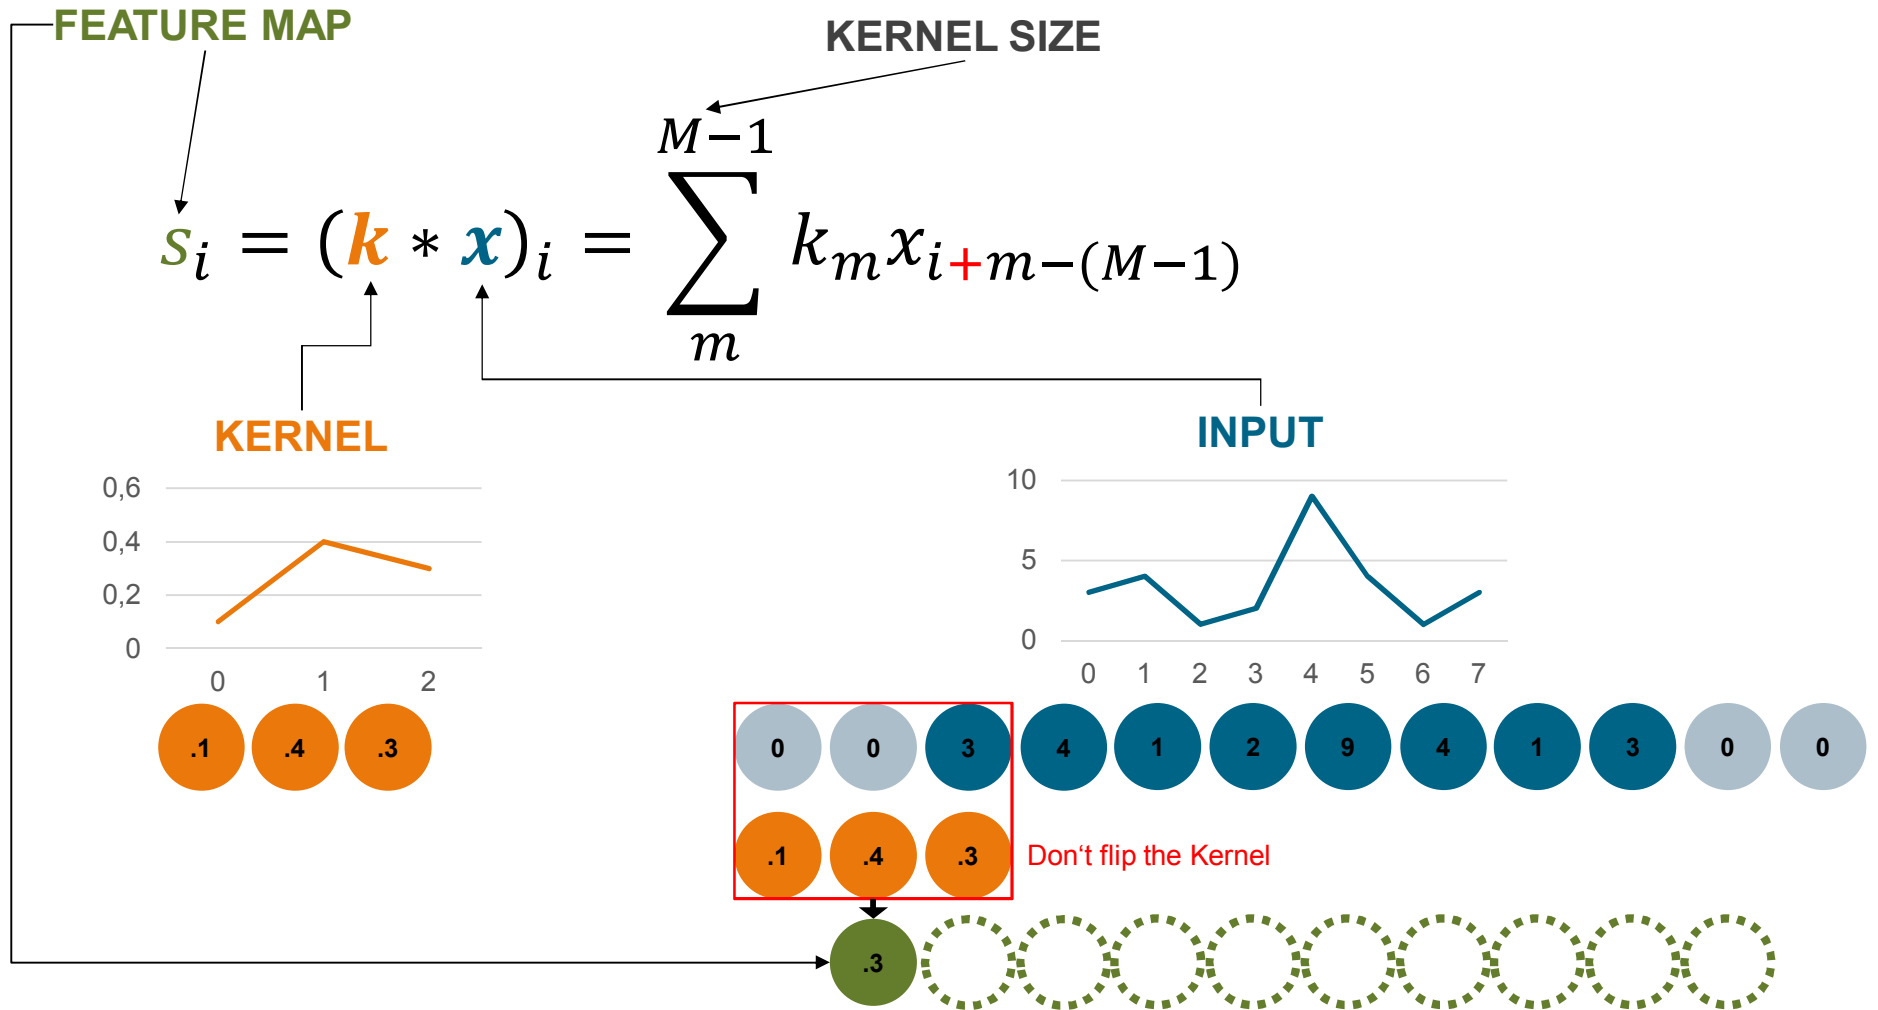 FEATURE MAP
KERNEL SIZE
M−1
s_i = (k ∗ x)_i = ∑ k_m x_{i+m−(M−1)}
m
KERNEL
INPUT
0,6
0,4
0,2
0
0 1 2
10
5
0
0 1 2 3 4 5 6 7
.1 .4 .3
0 0 3 4 1 2 9 4 1 3 0 0
.1 .4 .3 Don‘t flip the Kernel
.3